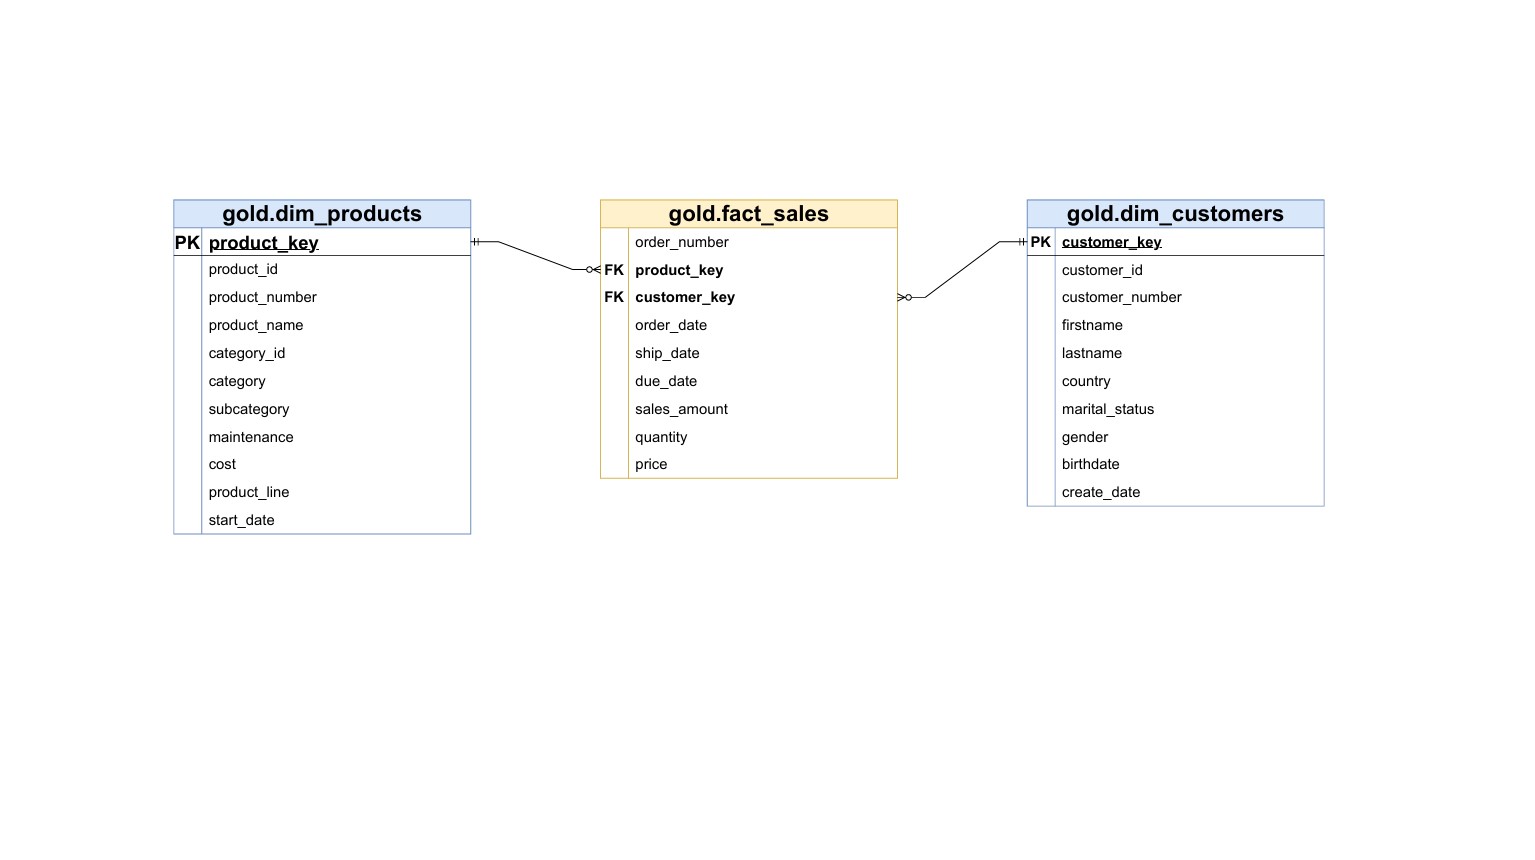 gold.dim_products
PK product_key
product_id
product_number
product_name
category_id
category
subcategory
maintenance
cost
product_line
start_date
gold.fact_sales
order_number
FK product_key
FK customer_key
order_date
ship_date
due_date
sales_amount
quantity
price
gold.dim_customers
PK customer_key
customer_id
customer_number
firstname
lastname
country
marital_status
gender
birthdate
create_date